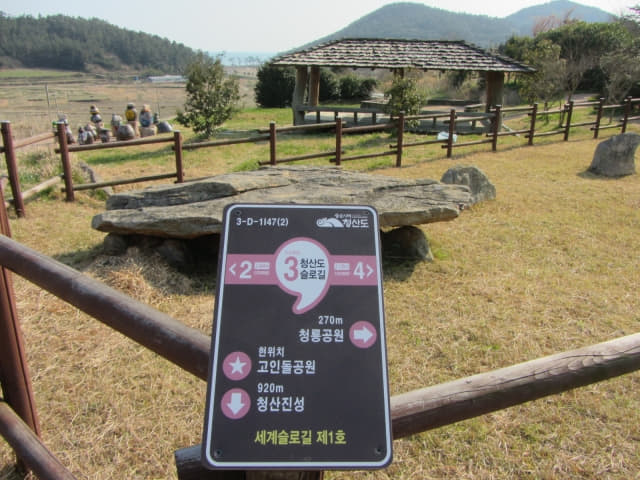 3-D-1147(2)
청산도
< 2
3
청산도
슬로길
4 >
270m
청룡공원
현위치
고인돌공원
920m
청산진성
세계슬로길 제1호